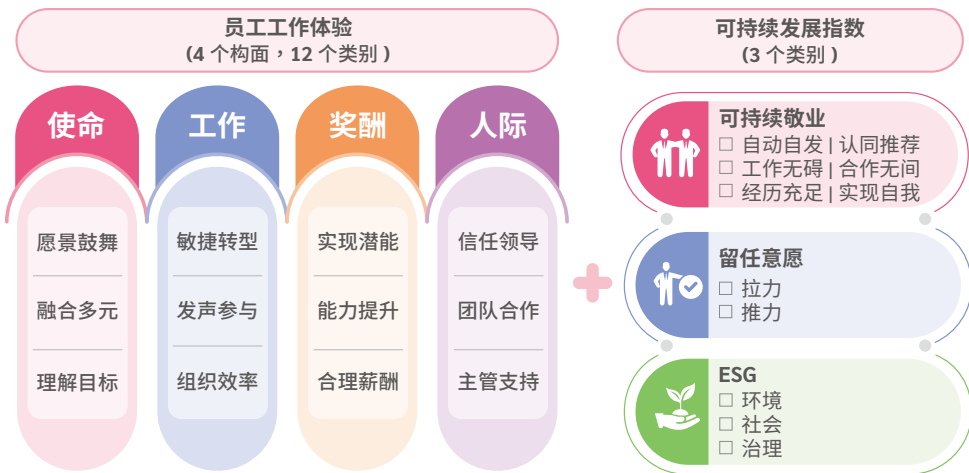 员工工作体验
(4 个构面，12 个类别 )
使命
愿景鼓舞
融合多元
理解目标
工作
敏捷转型
发声参与
组织效率
奖酬
实现潜能
能力提升
合理薪酬
人际
信任领导
团队合作
主管支持
可持续发展指数
(3 个类别 )
可持续敬业
□ 自动自发 | 认同推荐
□ 工作无碍 | 合作无间
□ 经历充足 | 实现自我
留任意愿
□ 拉力
□ 推力
ESG
□ 环境
□ 社会
□ 治理